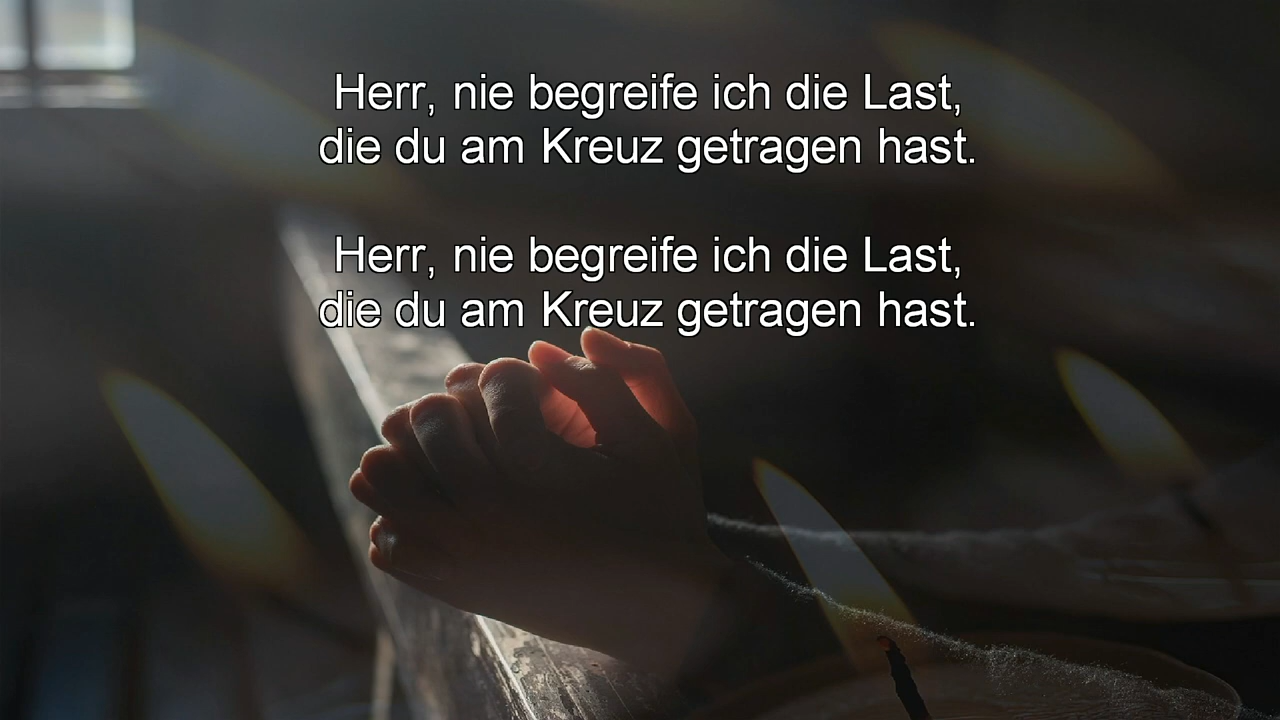 Herr, nie begreife ich die Last,
die du am Kreuz getragen hast.
Herr, nie begreife ich die Last,
die du am Kreuz getragen hast.